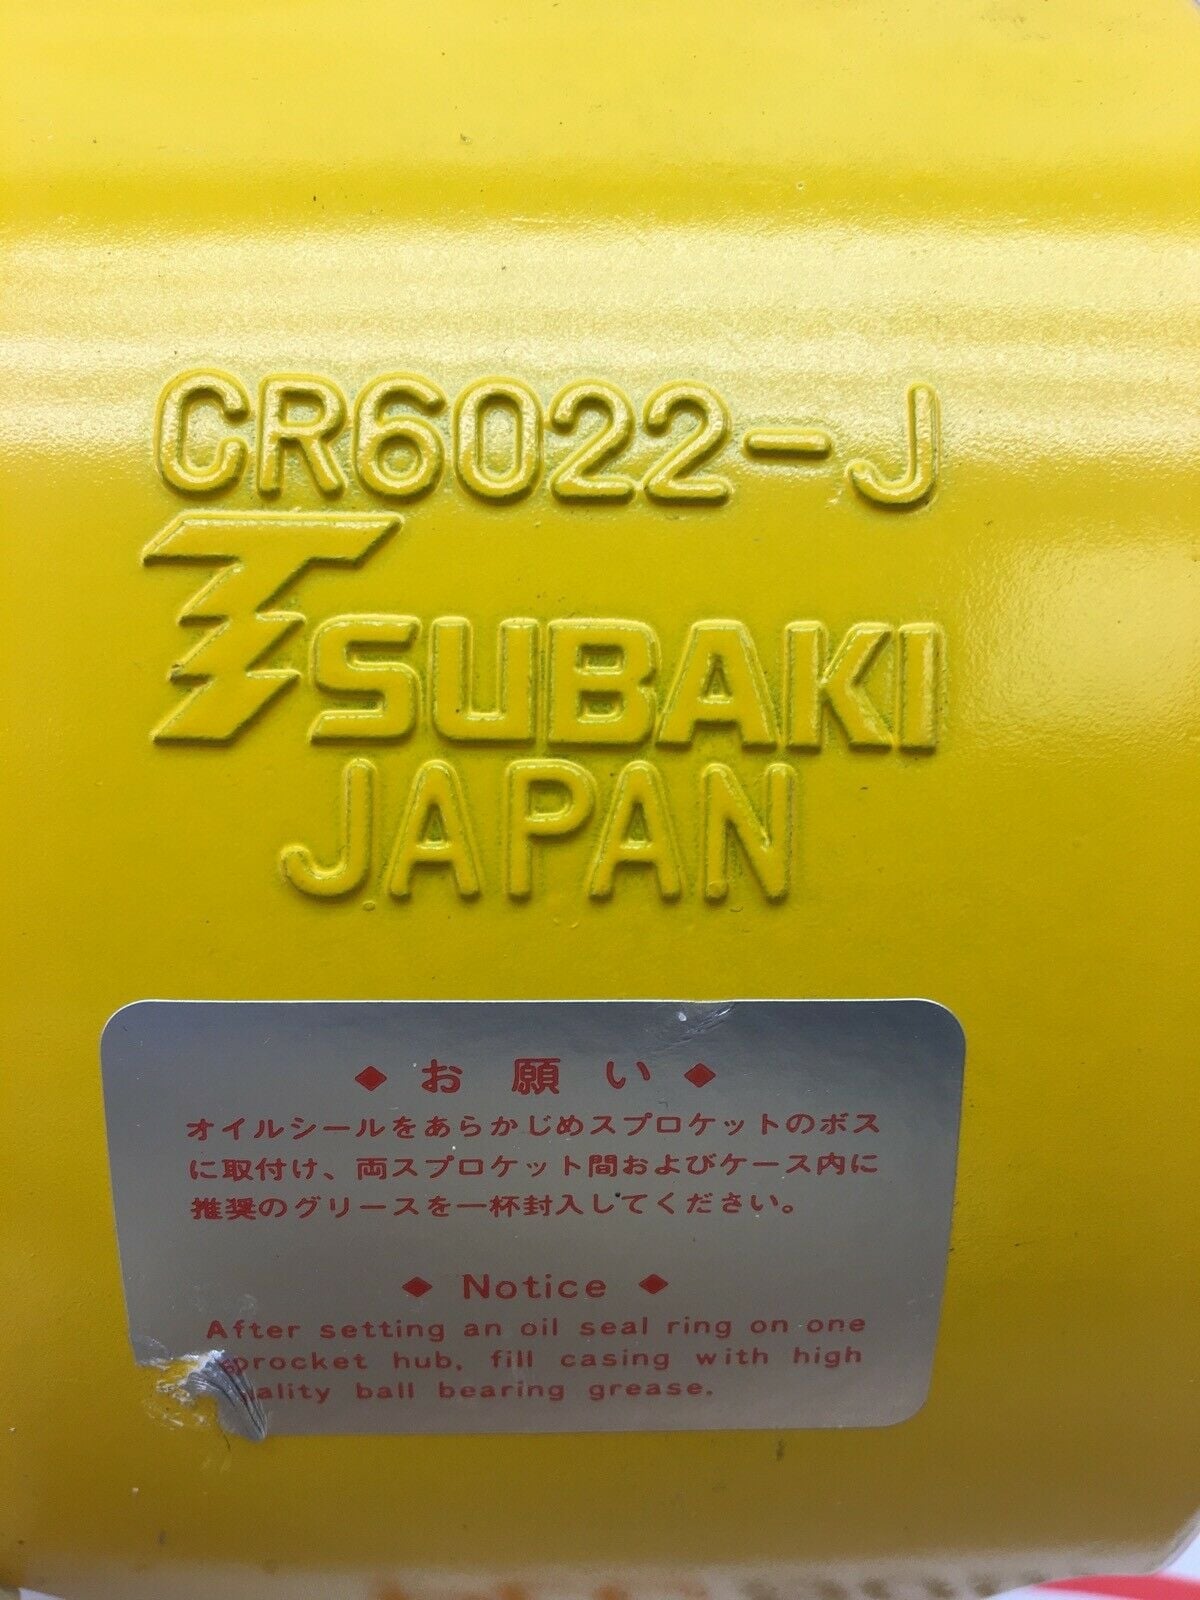 CR6022-J
TSUBAKI
JAPAN
◆ お願い ◆
オイルシールをあらかじめスプロケットのボス
に取付け、両スプロケット間およびケース内に
推奨のグリースを一杯封入してください。
◆ Notice ◆
After setting an oil seal ring on one
sprocket hub, fill casing with high
quality ball bearing grease.